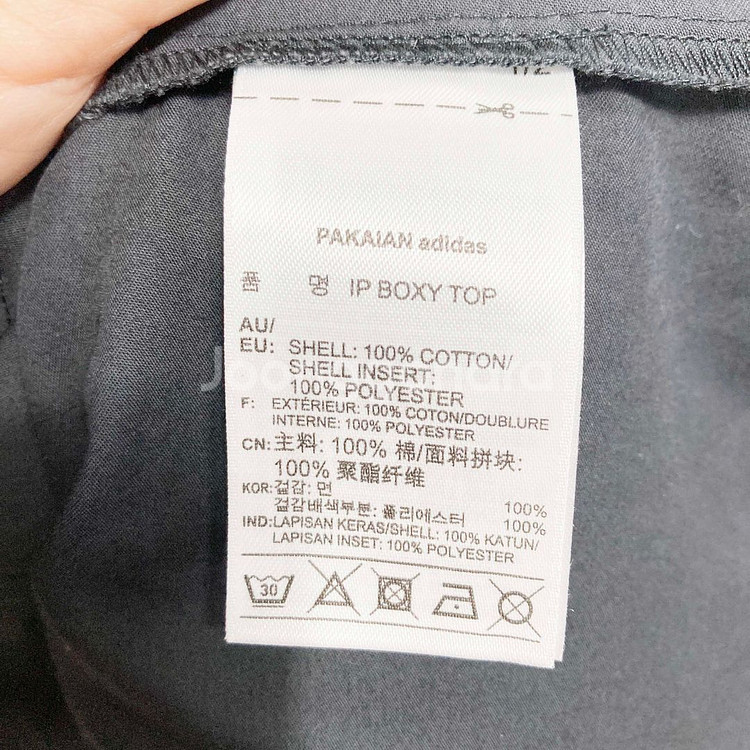 PAKAIAN adidas
품 명 IP BOXY TOP
AU/
EU: SHELL: 100% COTTON/
SHELL INSERT:
100% POLYESTER
F: EXTÉRIEUR: 100% COTON/DOUBLURE
INTERNE: 100% POLYESTER
CN: 主料: 100% 棉/面料拼块:
100% 聚酯纤维
KOR: 겉감: 면 100%
겉감배색부분: 폴리에스터 100%
IND: LAPISAN KERAS/SHELL: 100% KATUN/
LAPISAN INSET: 100% POLYESTER
30